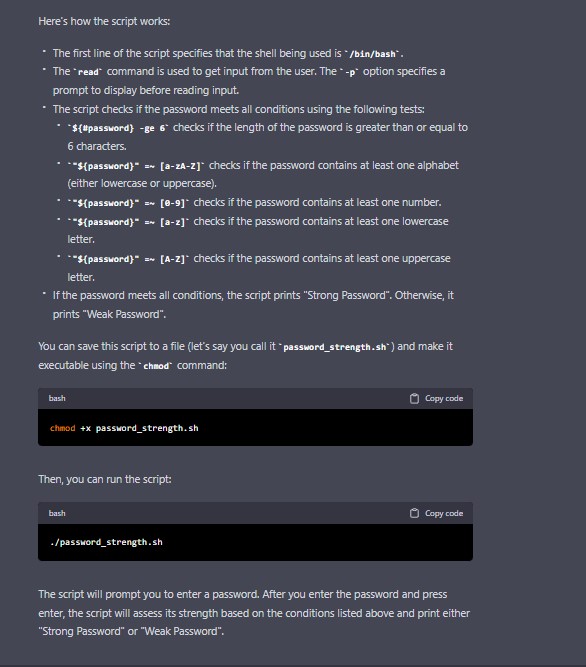 Here's how the script works:
• The first line of the script specifies that the shell being used is `/bin/bash`.
• The `read` command is used to get input from the user. The `-p` option specifies a
prompt to display before reading input.
• The script checks if the password meets all conditions using the following tests:
• `${#password} -ge 6` checks if the length of the password is greater than or equal to
6 characters.
• `"${password}" =~ [a-zA-Z]` checks if the password contains at least one alphabet
(either lowercase or uppercase).
• `"${password}" =~ [0-9]` checks if the password contains at least one number.
• `"${password}" =~ [a-z]` checks if the password contains at least one lowercase
letter.
• `"${password}" =~ [A-Z]` checks if the password contains at least one uppercase
letter.
• If the password meets all conditions, the script prints "Strong Password". Otherwise, it
prints "Weak Password".
You can save this script to a file (let's say you call it `password_strength.sh`) and make it
executable using the `chmod` command:
bash Copy code
chmod +x password_strength.sh
Then, you can run the script:
bash Copy code
./password_strength.sh
The script will prompt you to enter a password. After you enter the password and press
enter, the script will assess its strength based on the conditions listed above and print either
"Strong Password" or "Weak Password".